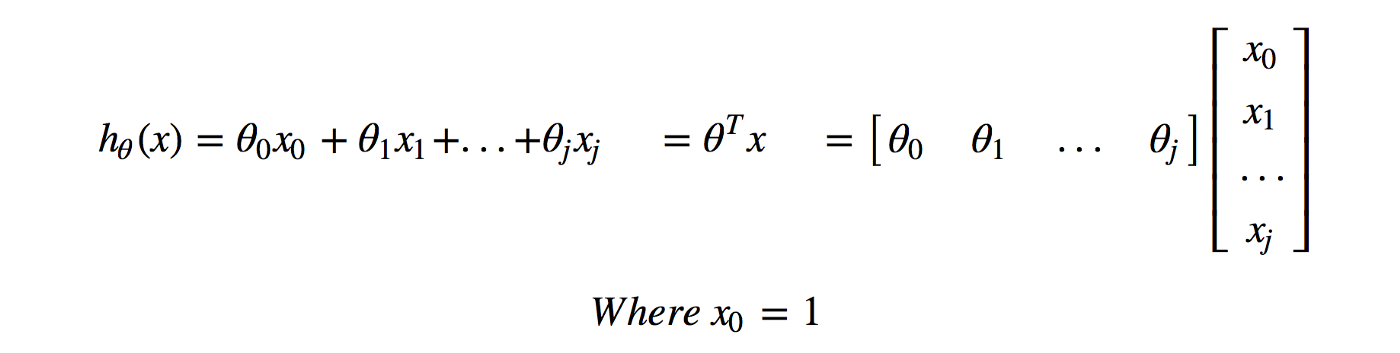 hθ(x) = θ0x0 + θ1x1+. . . +θjxj = θᵀx = [θ0 θ1 . . . θj] [x0 x1 . . . xj]
Where x0 = 1